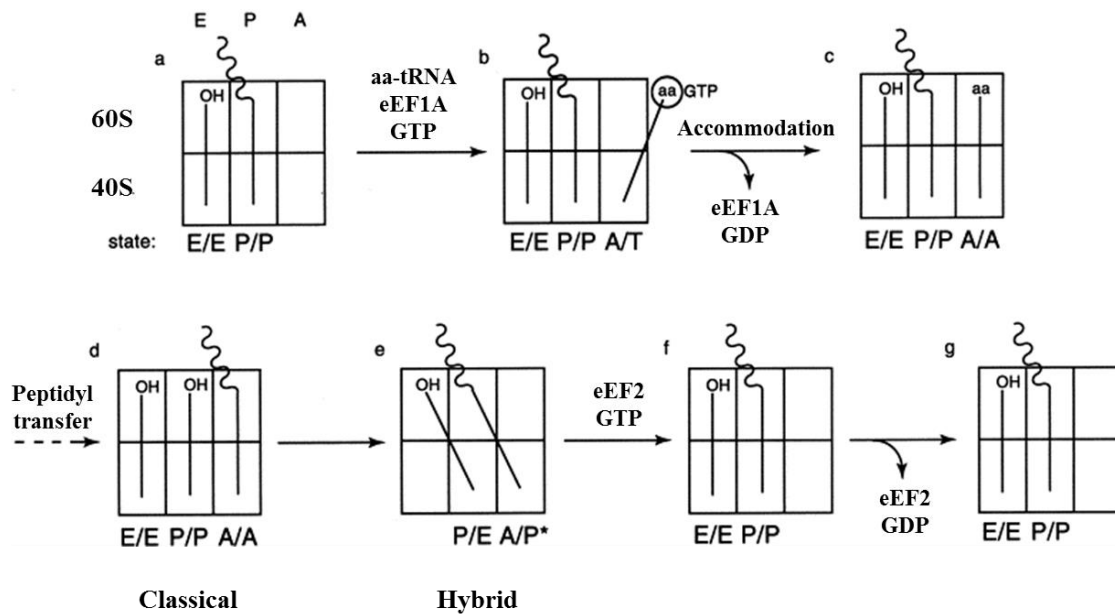 E P A
a
60S
40S
OH
state: E/E P/P
aa-tRNA
eEF1A
GTP
b
OH
aa GTP
E/E P/P A/T
Accommodation
eEF1A
GDP
c
OH
aa
E/E P/P A/A
Peptidyl
transfer
d
OH OH
E/E P/P A/A
Classical
e
OH
P/E A/P*
Hybrid
eEF2
GTP
f
OH
E/E P/P
eEF2
GDP
g
OH
E/E P/P